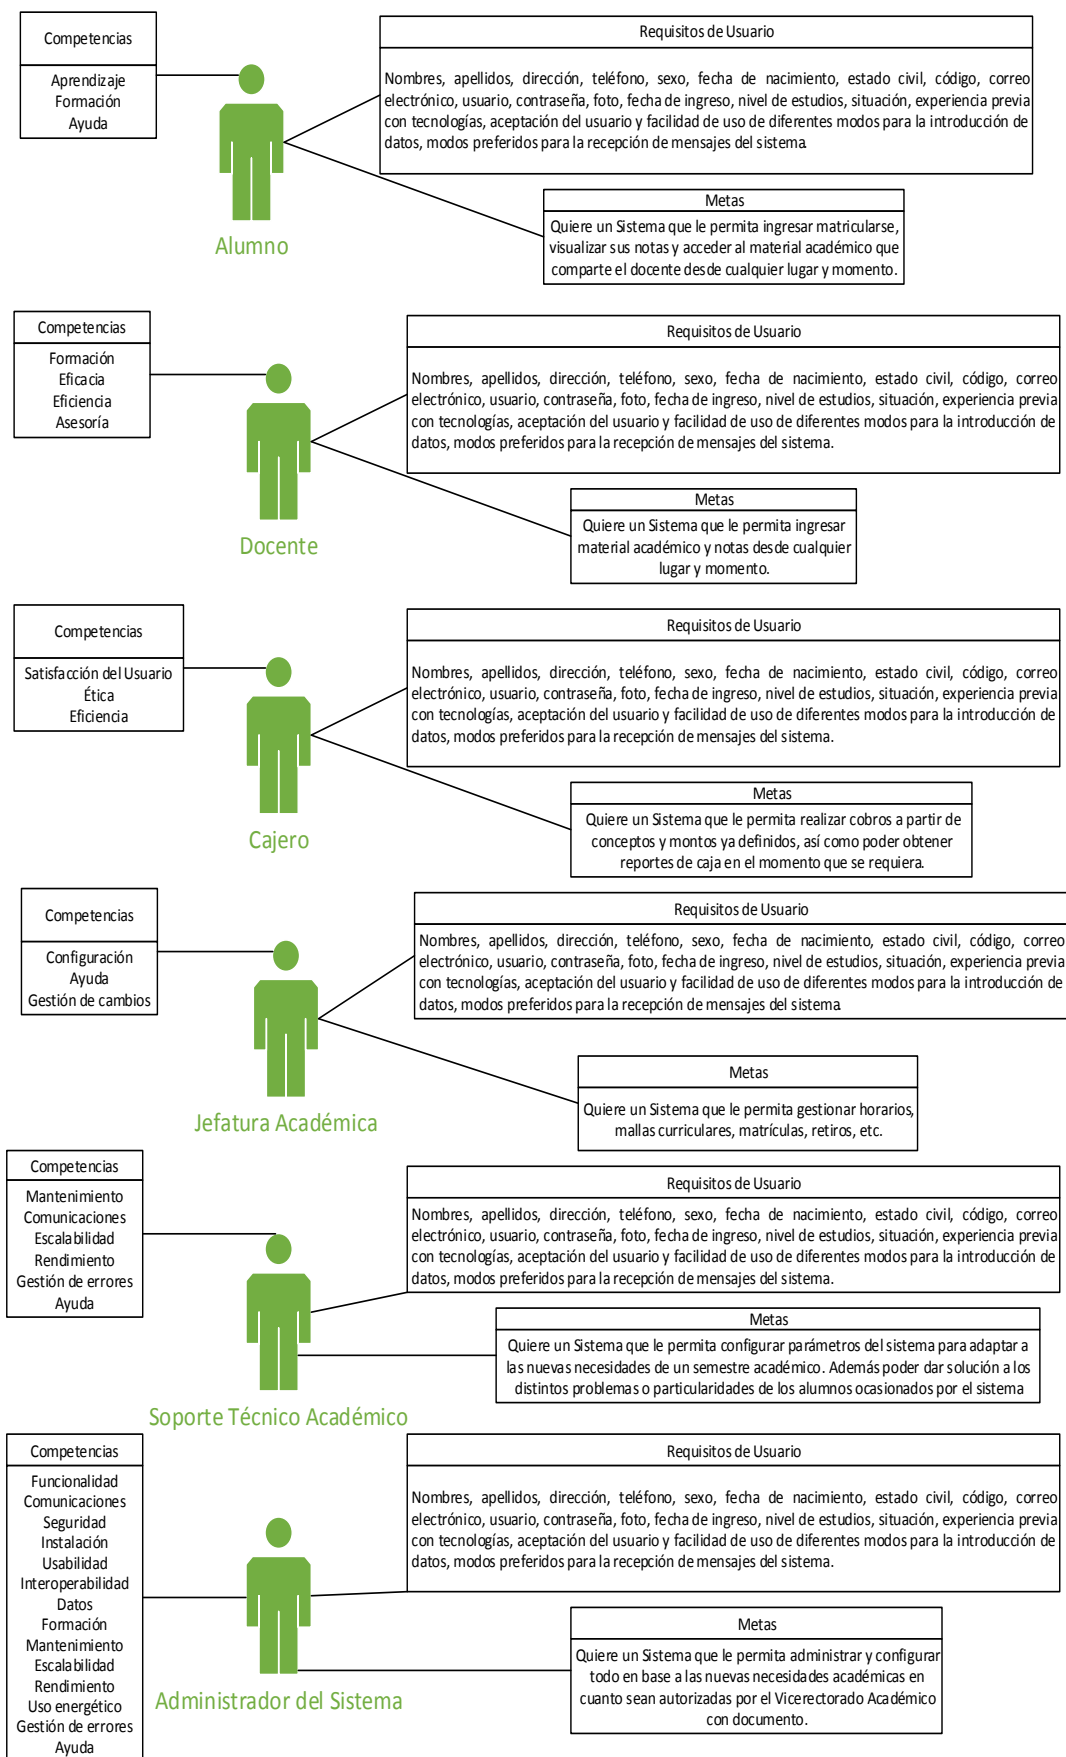 Competencias
Aprendizaje
Formación
Ayuda
Requisitos de Usuario
Nombres, apellidos, dirección, teléfono, sexo, fecha de nacimiento, estado civil, código, correo
electrónico, usuario, contraseña, foto, fecha de ingreso, nivel de estudios, situación, experiencia previa
con tecnologías, aceptación del usuario y facilidad de uso de diferentes modos para la introducción de
datos, modos preferidos para la recepción de mensajes del sistema.
Metas
Quiere un Sistema que le permita ingresar matricularse,
visualizar sus notas y acceder al material académico que
comparte el docente desde cualquier lugar y momento.
Alumno
Competencias
Formación
Eficacia
Eficiencia
Asesoría
Requisitos de Usuario
Nombres, apellidos, dirección, teléfono, sexo, fecha de nacimiento, estado civil, código, correo
electrónico, usuario, contraseña, foto, fecha de ingreso, nivel de estudios, situación, experiencia previa
con tecnologías, aceptación del usuario y facilidad de uso de diferentes modos para la introducción de
datos, modos preferidos para la recepción de mensajes del sistema.
Metas
Quiere un Sistema que le permita ingresar
material académico y notas desde cualquier
lugar y momento.
Docente
Competencias
Satisfacción del Usuario
Ética
Eficiencia
Requisitos de Usuario
Nombres, apellidos, dirección, teléfono, sexo, fecha de nacimiento, estado civil, código, correo
electrónico, usuario, contraseña, foto, fecha de ingreso, nivel de estudios, situación, experiencia previa
con tecnologías, aceptación del usuario y facilidad de uso de diferentes modos para la introducción de
datos, modos preferidos para la recepción de mensajes del sistema.
Metas
Quiere un Sistema que le permita realizar cobros a partir de
conceptos y montos ya definidos, así como poder obtener
reportes de caja en el momento que se requiera.
Cajero
Competencias
Configuración
Ayuda
Gestión de cambios
Requisitos de Usuario
Nombres, apellidos, dirección, teléfono, sexo, fecha de nacimiento, estado civil, código, correo
electrónico, usuario, contraseña, foto, fecha de ingreso, nivel de estudios, situación, experiencia previa
con tecnologías, aceptación del usuario y facilidad de uso de diferentes modos para la introducción de
datos, modos preferidos para la recepción de mensajes del sistema.
Metas
Quiere un Sistema que le permita gestionar horarios,
mallas curriculares, matrículas, retiros, etc.
Jefatura Académica
Competencias
Mantenimiento
Comunicaciones
Escalabilidad
Rendimiento
Gestión de errores
Ayuda
Requisitos de Usuario
Nombres, apellidos, dirección, teléfono, sexo, fecha de nacimiento, estado civil, código, correo
electrónico, usuario, contraseña, foto, fecha de ingreso, nivel de estudios, situación, experiencia previa
con tecnologías, aceptación del usuario y facilidad de uso de diferentes modos para la introducción de
datos, modos preferidos para la recepción de mensajes del sistema.
Metas
Quiere un Sistema que le permita configurar parámetros del sistema para adaptar a
las nuevas necesidades de un semestre académico. Además poder dar solución a los
distintos problemas o particularidades de los alumnos ocasionados por el sistema
Soporte Técnico Académico
Competencias
Funcionalidad
Comunicaciones
Seguridad
Instalación
Usabilidad
Interoperabilidad
Datos
Formación
Mantenimiento
Escalabilidad
Rendimiento
Uso energético
Gestión de errores
Ayuda
Requisitos de Usuario
Nombres, apellidos, dirección, teléfono, sexo, fecha de nacimiento, estado civil, código, correo
electrónico, usuario, contraseña, foto, fecha de ingreso, nivel de estudios, situación, experiencia previa
con tecnologías, aceptación del usuario y facilidad de uso de diferentes modos para la introducción de
datos, modos preferidos para la recepción de mensajes del sistema.
Metas
Quiere un Sistema que le permita administrar y configurar
todo en base a las nuevas necesidades académicas en
cuanto sean autorizadas por el Vicerectorado Académico
con documento.
Administrador del Sistema